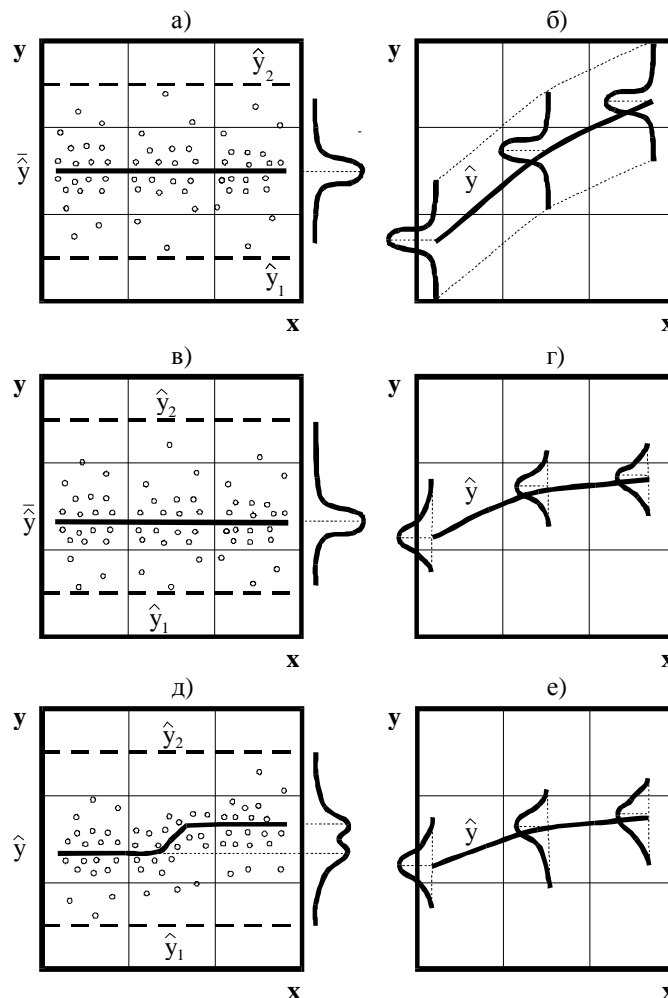 а) б)
y ŷ₂ y
ŷ̄ ŷ
ŷ₁
x x
в) г)
y ŷ₂ y
ŷ̄ ŷ
ŷ₁
x x
д) е)
y ŷ₂ y
ŷ ŷ
ŷ₁
x x